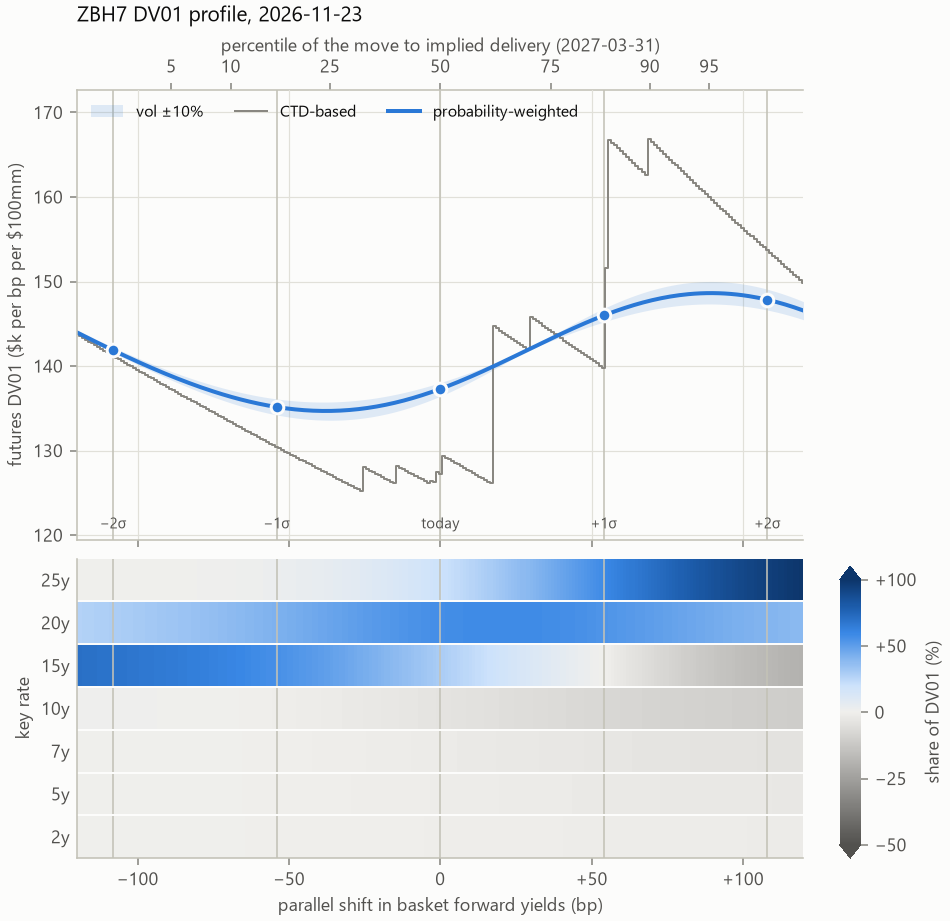 ZBH7 DV01 profile, 2026-11-23
percentile of the move to implied delivery (2027-03-31)
5 10 25 50 75 90 95
vol ±10% CTD-based probability-weighted
futures DV01 ($k per bp per $100mm)
170
160
150
140
130
120
−2σ −1σ today +1σ +2σ
key rate
25y
20y
15y
10y
7y
5y
2y
−100 −50 0 +50 +100
parallel shift in basket forward yields (bp)
+100
+50
0
−25
−50
share of DV01 (%)